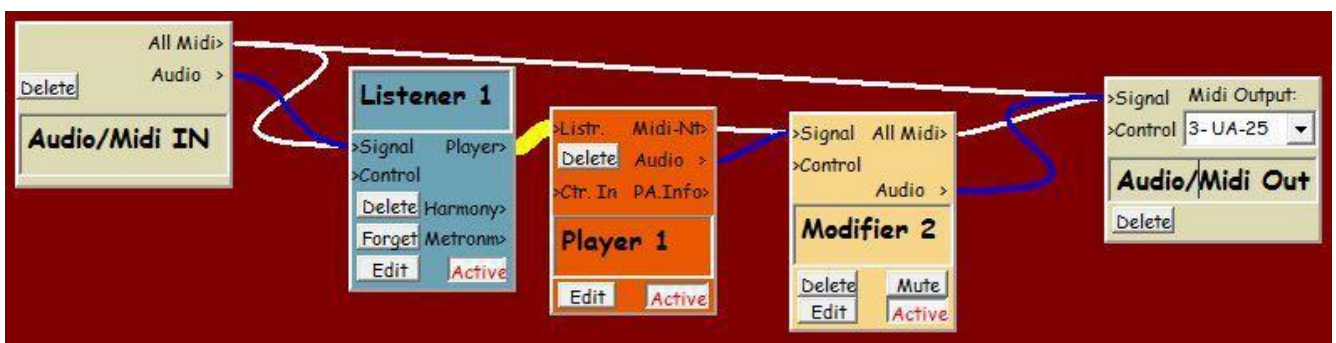 All Midi>
Audio >
Delete
Audio/Midi IN
Listener 1
>Signal Player>
>Control
Delete Harmony>
Forget Metronm>
Edit Active
>Listr. Midi-Nt>
Delete Audio >
>Ctr. In P.A.Info>
Player 1
Edit Active
>Signal All Midi>
>Control
Audio >
Modifier 2
Delete Mute
Edit Active
>Signal Midi Output:
>Control 3- UA-25
Audio/Midi Out
Delete